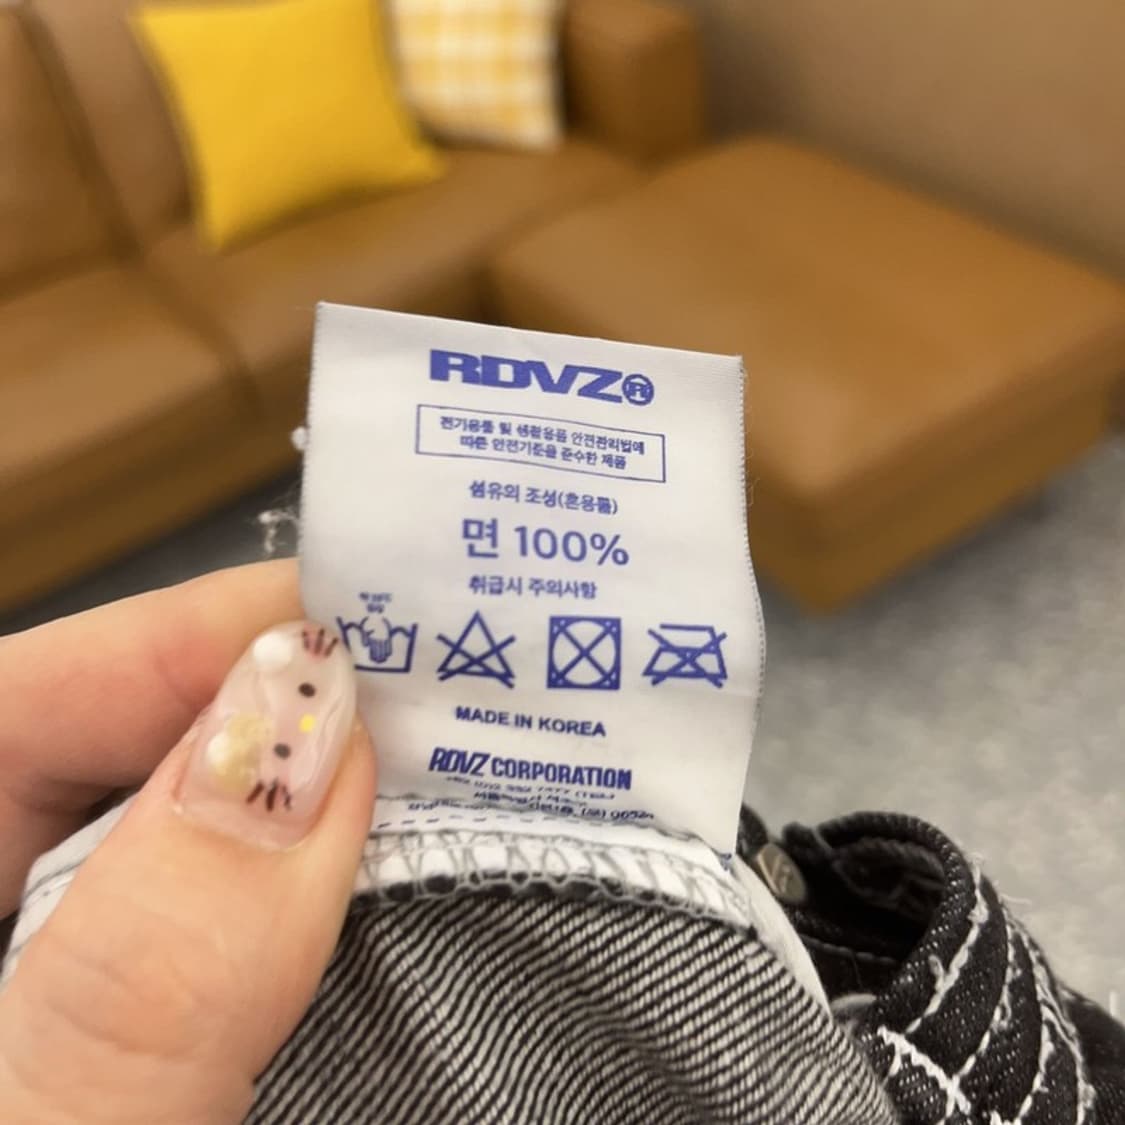 RDVZ®
전기용품 및 생활용품 안전관리법에
따른 안전기준을 준수한 제품
섬유의 조성(혼용률)
면 100%
취급시 주의사항
MADE IN KOREA
RDVZ CORPORATION